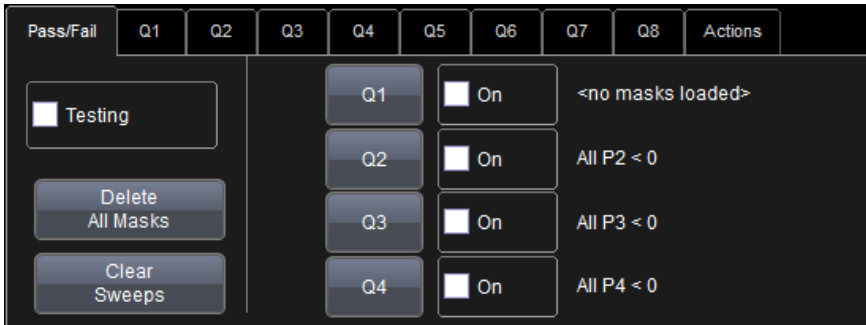 Pass/Fail Q1 Q2 Q3 Q4 Q5 Q6 Q7 Q8 Actions
Testing
Delete
All Masks
Clear
Sweeps
Q1 On <no masks loaded>
Q2 On All P2 < 0
Q3 On All P3 < 0
Q4 On All P4 < 0